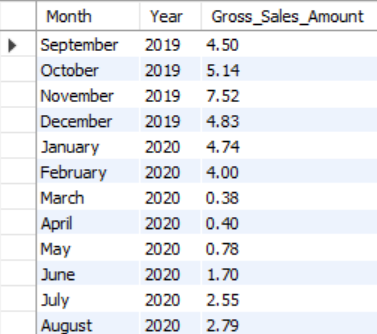 Month Year Gross_Sales_Amount
September 2019 4.50
October 2019 5.14
November 2019 7.52
December 2019 4.83
January 2020 4.74
February 2020 4.00
March 2020 0.38
April 2020 0.40
May 2020 0.78
June 2020 1.70
July 2020 2.55
August 2020 2.79